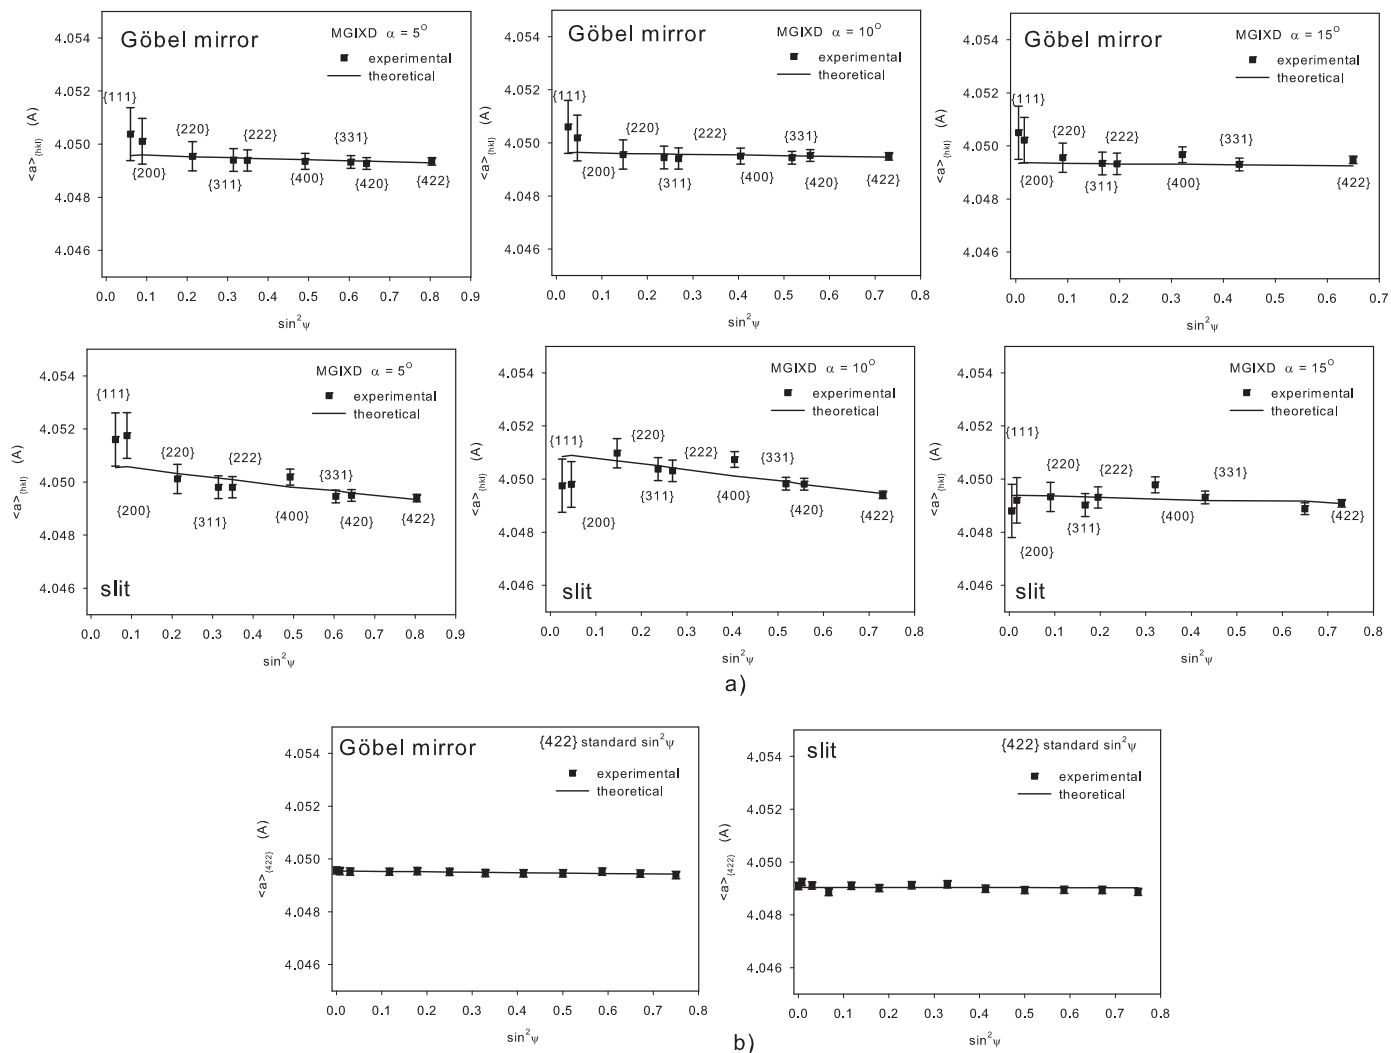 Göbel mirror
MGIXD α = 5°
experimental
theoretical
<a>{hkl} (A)
4.054
4.052
4.050
4.048
4.046
{111}
{200}
{220}
{311}
{222}
{400}
{331}
{420}
{422}
0.0 0.1 0.2 0.3 0.4 0.5 0.6 0.7 0.8 0.9
sin²ψ
Göbel mirror
MGIXD α = 10°
experimental
theoretical
<a>{hkl} (A)
4.054
4.052
4.050
4.048
4.046
{111}
{200}
{220}
{311}
{222}
{400}
{331}
{420}
{422}
0.0 0.1 0.2 0.3 0.4 0.5 0.6 0.7 0.8
sin²ψ
Göbel mirror
MGIXD α = 15°
experimental
theoretical
<a>{hkl} (A)
4.054
4.052
4.050
4.048
4.046
{111}
{200}
{220}
{311}
{222}
{400}
{331}
{422}
0.0 0.1 0.2 0.3 0.4 0.5 0.6 0.7
sin²ψ
MGIXD α = 5°
experimental
theoretical
<a>{hkl} (A)
4.054
4.052
4.050
4.048
4.046
{111}
{200}
{220}
{311}
{222}
{400}
{331}
{420}
{422}
slit
0.0 0.1 0.2 0.3 0.4 0.5 0.6 0.7 0.8 0.9
sin²ψ
MGIXD α = 10°
experimental
theoretical
<a>{hkl} (A)
4.054
4.052
4.050
4.048
4.046
{111}
{200}
{220}
{311}
{222}
{400}
{331}
{420}
{422}
slit
0.0 0.1 0.2 0.3 0.4 0.5 0.6 0.7 0.8
sin²ψ
MGIXD α = 15°
experimental
theoretical
<a>{hkl} (A)
4.054
4.052
4.050
4.048
4.046
{111}
{200}
{220}
{311}
{222}
{400}
{331}
{422}
slit
0.0 0.1 0.2 0.3 0.4 0.5 0.6 0.7 0.8
sin²ψ
a)
Göbel mirror
{422} standard sin²ψ
experimental
theoretical
<a>{422} (A)
4.054
4.052
4.050
4.048
4.046
0.0 0.1 0.2 0.3 0.4 0.5 0.6 0.7 0.8
sin²ψ
slit
{422} standard sin²ψ
experimental
theoretical
<a>{422} (A)
4.054
4.052
4.050
4.048
4.046
0.0 0.1 0.2 0.3 0.4 0.5 0.6 0.7 0.8
sin²ψ
b)